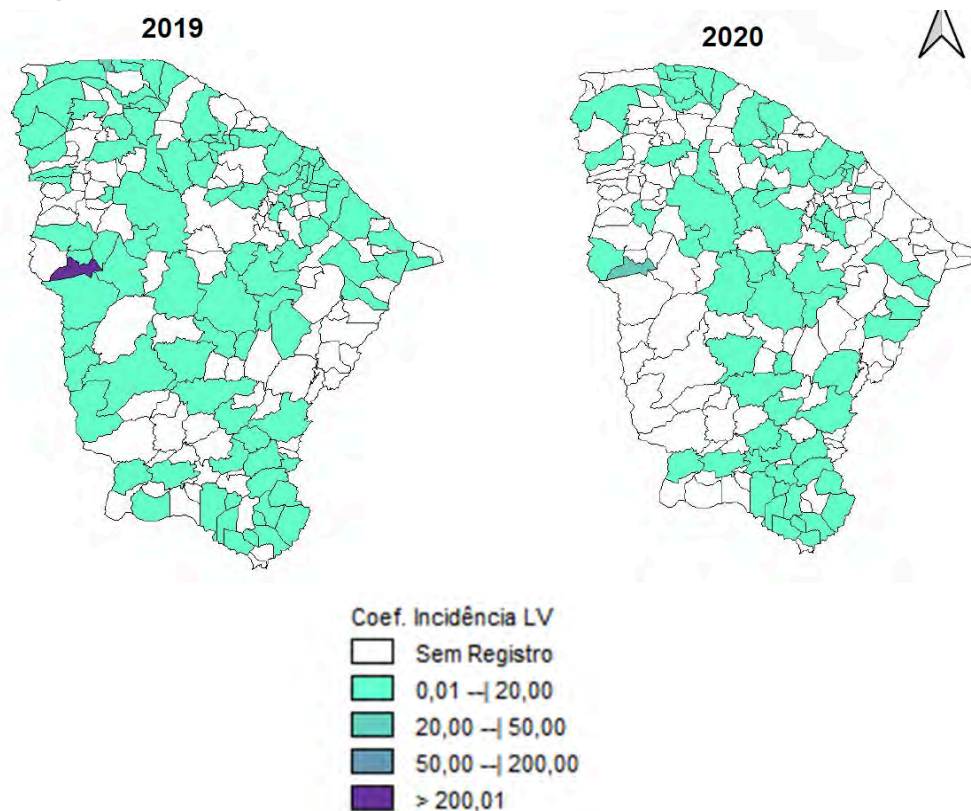 2019
2020
Coef. Incidência LV
Sem Registro
0,01 --| 20,00
20,00 --| 50,00
50,00 --| 200,00
> 200,01